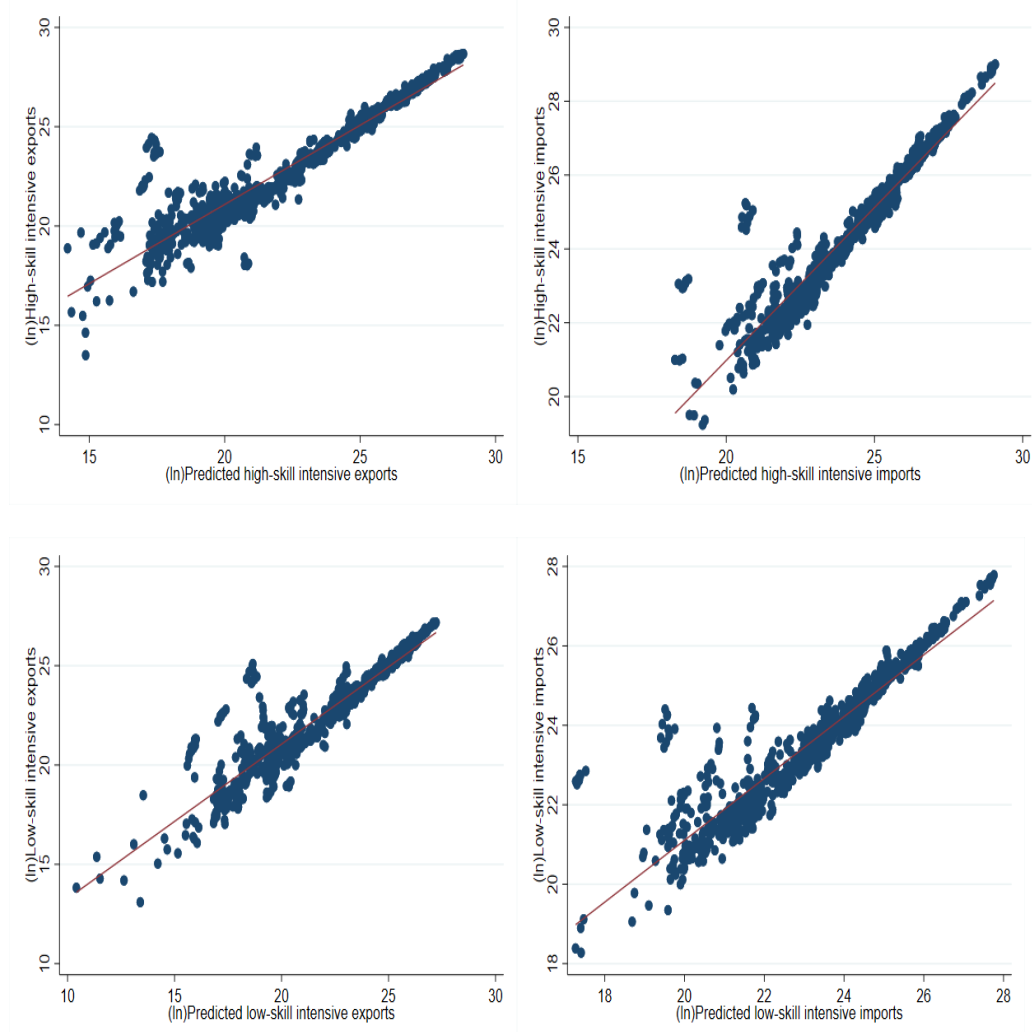 30
25
20
15
10
(ln)High-skill intensive exports
15 20 25 30
(ln)Predicted high-skill intensive exports
30
28
26
24
22
20
(ln)High-skill intensive imports
15 20 25 30
(ln)Predicted high-skill intensive imports
30
25
20
15
10
(ln)Low-skill intensive exports
10 15 20 25 30
(ln)Predicted low-skill intensive exports
28
26
24
22
20
18
(ln)Low-skill intensive imports
18 20 22 24 26 28
(ln)Predicted low-skill intensive imports